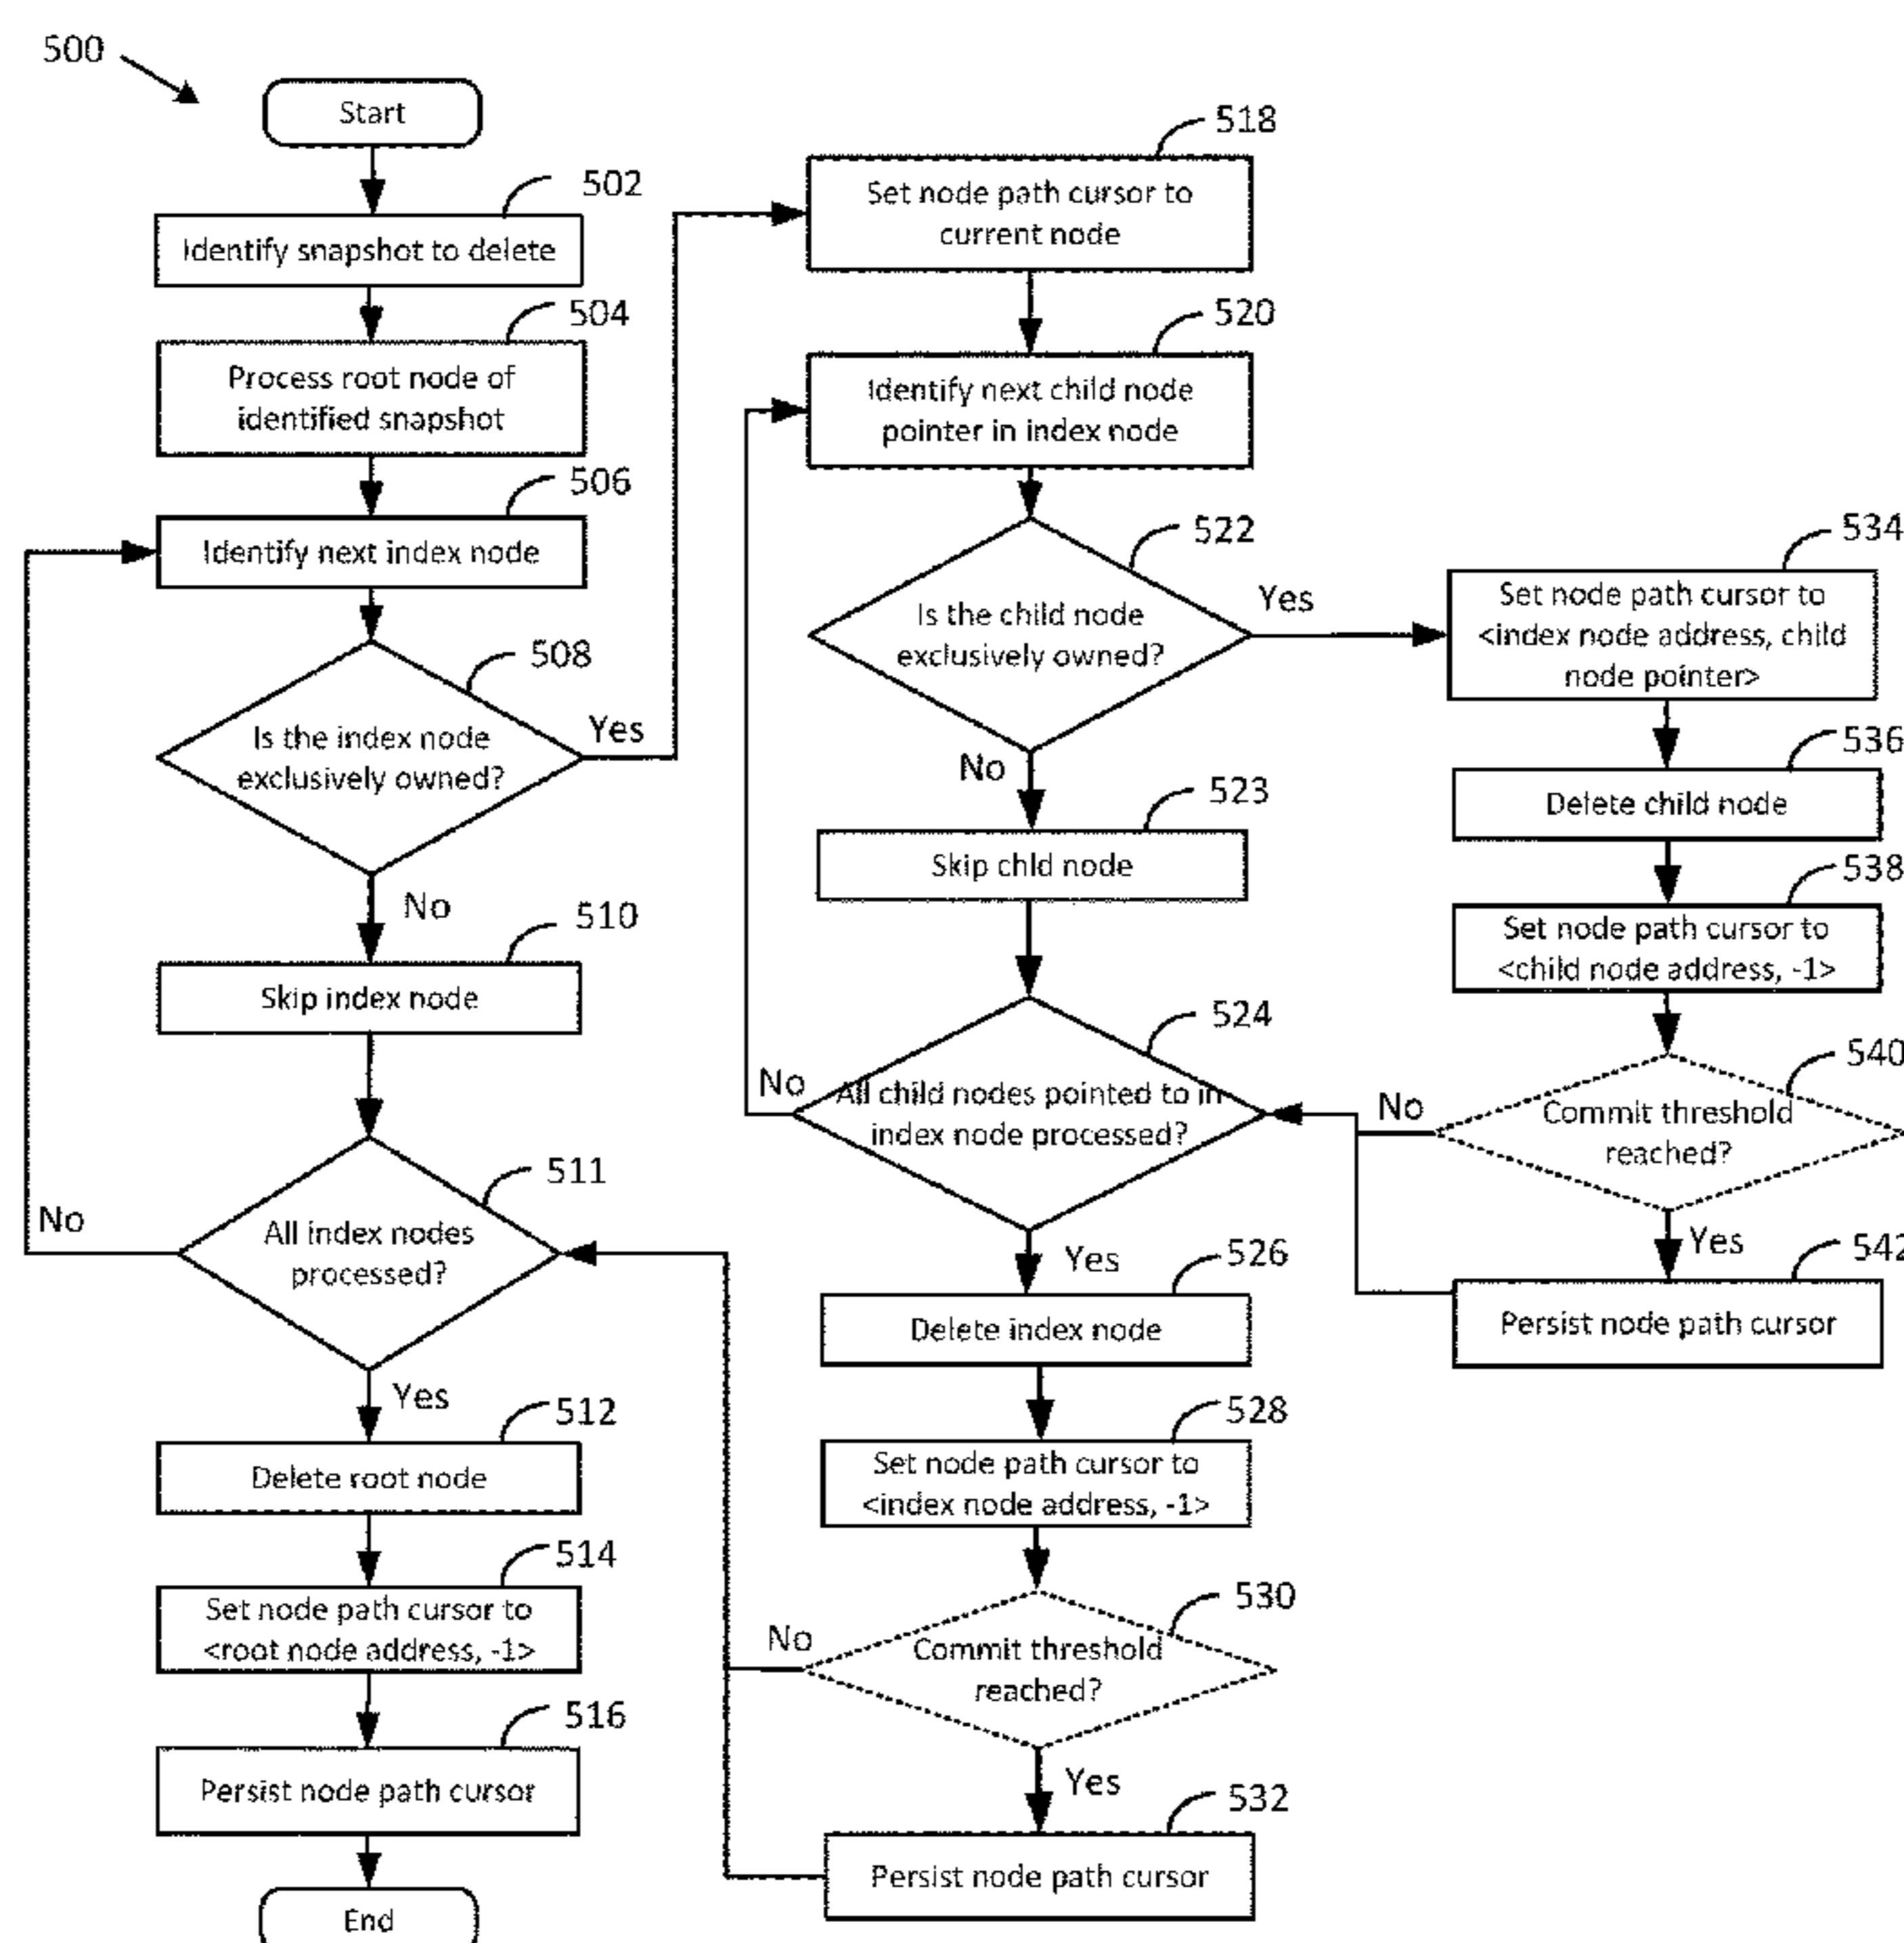 500
Start
502
Identify snapshot to delete
504
Process root node of
identified snapshot
506
Identify next index node
508
Is the index node
exclusively owned?
Yes
No
510
Skip index node
511
All index nodes
processed?
No
Yes
512
Delete root node
514
Set node path cursor to
<root node address, -1>
516
Persist node path cursor
End
518
Set node path cursor to
current node
520
Identify next child node
pointer in index node
522
Is the child node
exclusively owned?
Yes
No
523
Skip chld node
524
All child nodes pointed to in
index node processed?
No
Yes
526
Delete index node
528
Set node path cursor to
<index node address, -1>
530
Commit threshold
reached?
No
Yes
532
Persist node path cursor
534
Set node path cursor to
<index node address, child
node pointer>
536
Delete child node
538
Set node path cursor to
<child node address, -1>
540
Commit threshold
reached?
No
Yes
542
Persist node path cursor